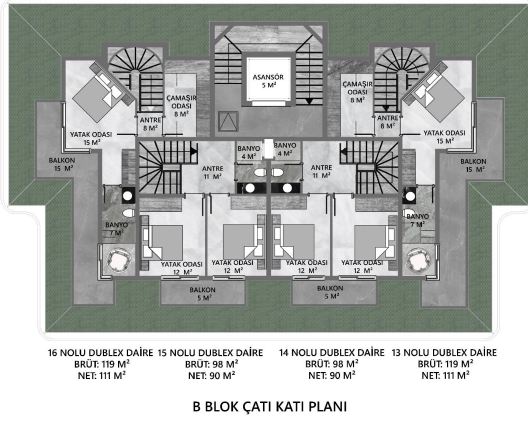 ASANSÖR
5 M²
ÇAMAŞIR
ODASI
8 M²
ÇAMAŞIR
ODASI
8 M²
ANTRE
8 M²
ANTRE
8 M²
YATAK ODASI
15 M²
YATAK ODASI
15 M²
BALKON
15 M²
BALKON
15 M²
BANYO
4 M²
BANYO
4 M²
ANTRE
11 M²
ANTRE
11 M²
BANYO
7 M²
BANYO
7 M²
YATAK ODASI
12 M²
YATAK ODASI
12 M²
YATAK ODASI
12 M²
YATAK ODASI
12 M²
BALKON
5 M²
BALKON
5 M²
16 NOLU DUBLEX DAİRE
BRÜT: 119 M²
NET: 111 M²
15 NOLU DUBLEX DAİRE
BRÜT: 98 M²
NET: 90 M²
14 NOLU DUBLEX DAİRE
BRÜT: 98 M²
NET: 90 M²
13 NOLU DUBLEX DAİRE
BRÜT: 119 M²
NET: 111 M²
B BLOK ÇATI KATI PLANI